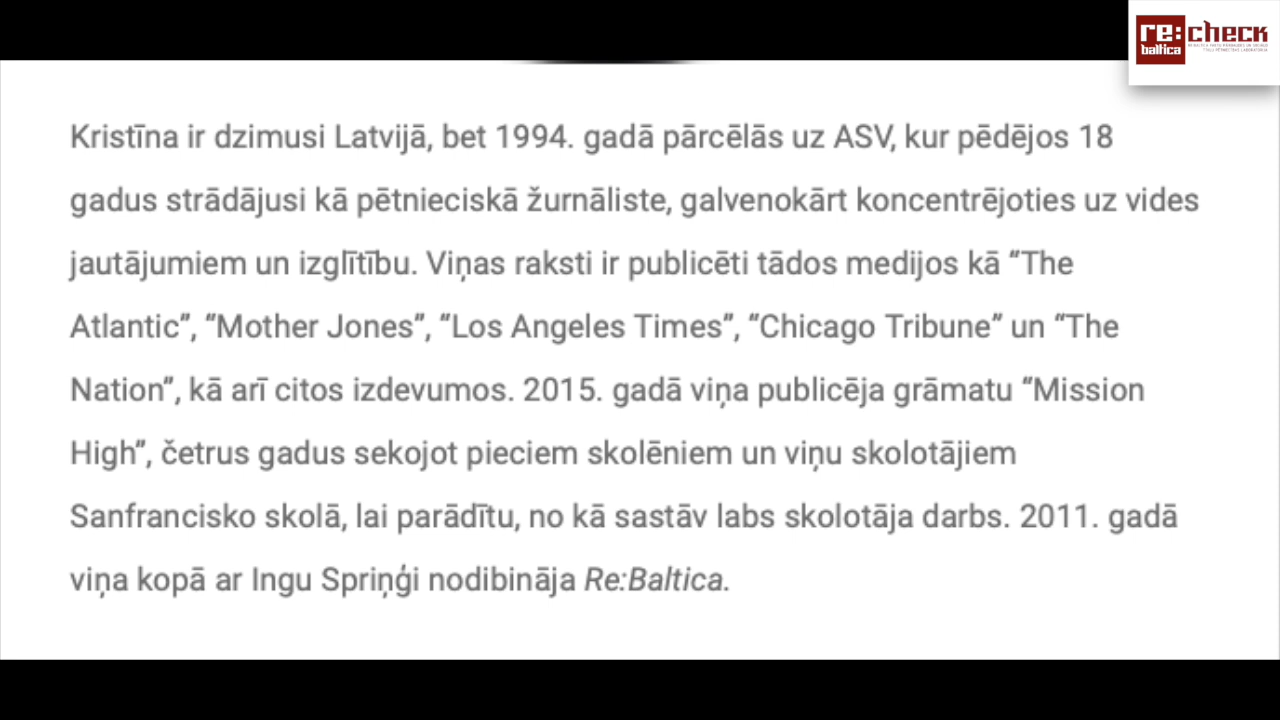 re:check
baltica
Kristīna ir dzimusi Latvijā, bet 1994. gadā pārcēlās uz ASV, kur pēdējos 18
gadus strādājusi kā pētnieciskā žurnāliste, galvenokārt koncentrējoties uz vides
jautājumiem un izglītību. Viņas raksti ir publicēti tādos medijos kā “The
Atlantic”, “Mother Jones”, “Los Angeles Times”, “Chicago Tribune” un “The
Nation”, kā arī citos izdevumos. 2015. gadā viņa publicēja grāmatu “Mission
High”, četrus gadus sekojot pieciem skolēniem un viņu skolotājiem
Sanfrancisko skolā, lai parādītu, no kā sastāv labs skolotāja darbs. 2011. gadā
viņa kopā ar Ingu Spriņģi nodibināja Re:Baltica.